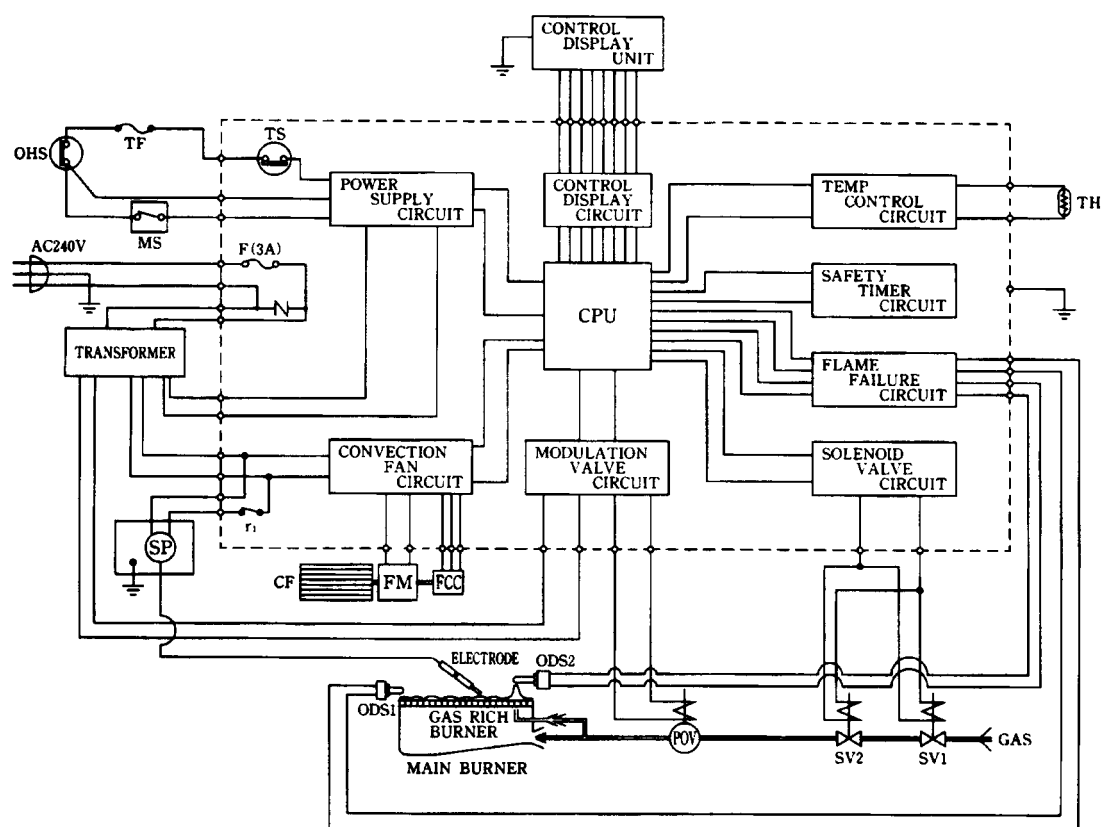 CONTROL
DISPLAY
UNIT
TF
TS
OHS
MS
POWER
SUPPLY
CIRCUIT
CONTROL
DISPLAY
CIRCUIT
TEMP
CONTROL
CIRCUIT
TH
AC240V
F(3A)
CPU
SAFETY
TIMER
CIRCUIT
TRANSFORMER
FLAME
FAILURE
CIRCUIT
CONVECTION
FAN
CIRCUIT
MODULATION
VALVE
CIRCUIT
SOLENOID
VALVE
CIRCUIT
r1
SP
CF
FM
FCC
ELECTRODE
ODS2
ODS1
GAS RICH
BURNER
MAIN BURNER
POV
SV2
SV1
GAS